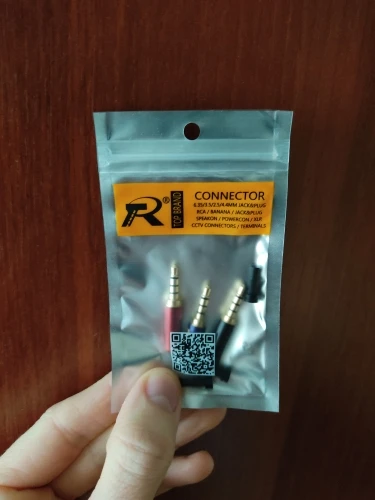 R®
TOP BRAND
CONNECTOR
6.35/3.5/2.5/4.4MM JACK&PLUG
RCA / BANANA / JACK&PLUG
SPEAKON / POWERCON / XLR
CCTV CONNECTORS / TERMINALS